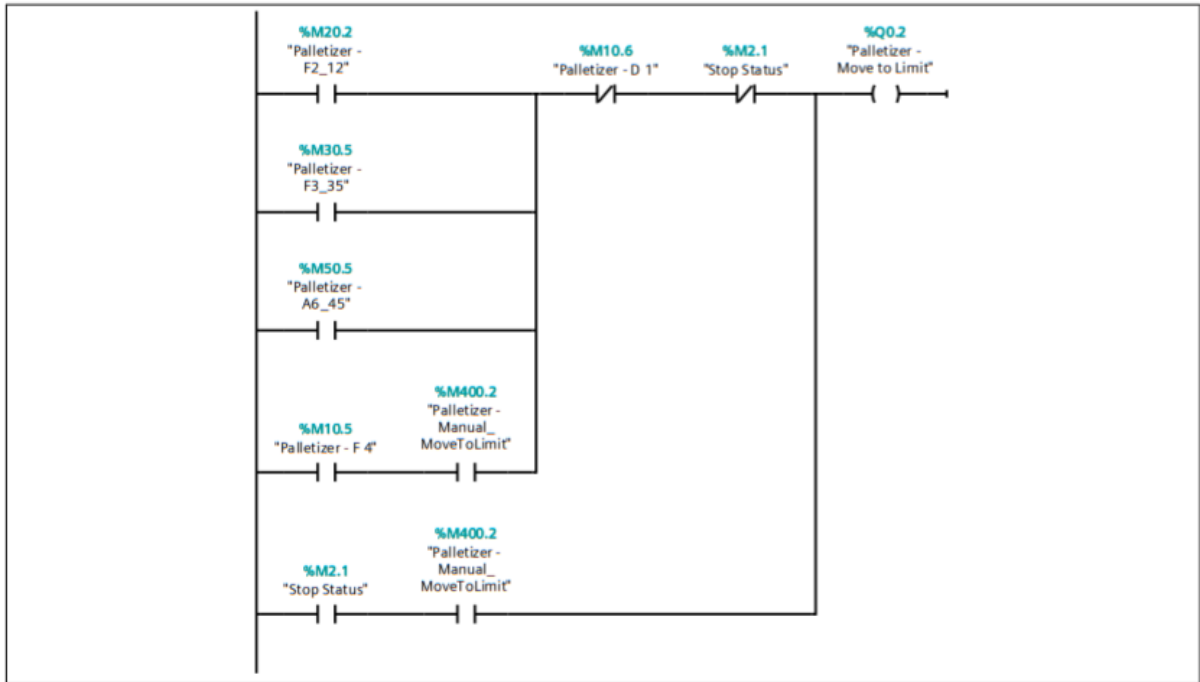 %M20.2
"Palletizer -
F2_12"
%M10.6
"Palletizer - D 1"
%M2.1
"Stop Status"
%Q0.2
"Palletizer -
Move to Limit"
%M30.5
"Palletizer -
F3_35"
%M50.5
"Palletizer -
A6_45"
%M10.5
"Palletizer - F 4"
%M400.2
"Palletizer -
Manual_
MoveToLimit"
%M2.1
"Stop Status"
%M400.2
"Palletizer -
Manual_
MoveToLimit"